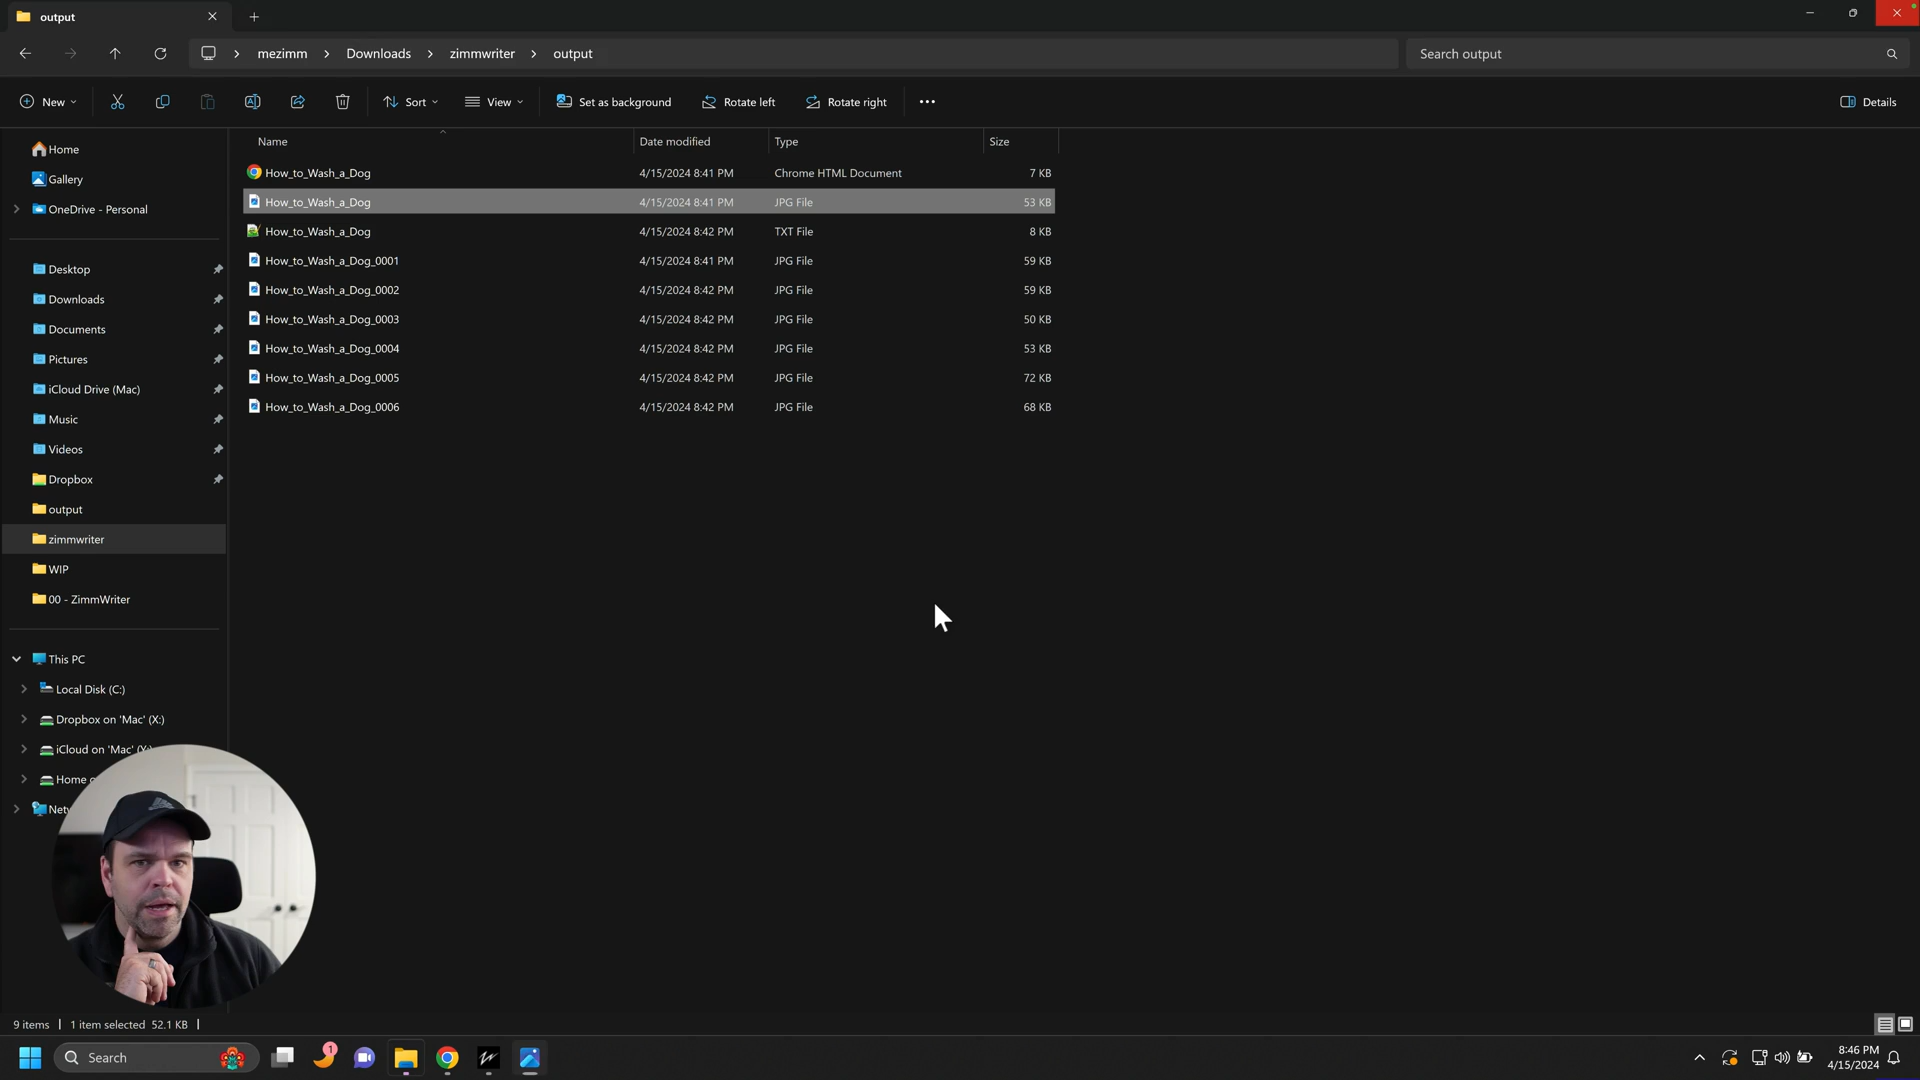 output
mezimm > Downloads > zimmwriter > output
Search output
New
Sort
View
Set as background
Rotate left
Rotate right
Details
Name Date modified Type Size
How_to_Wash_a_Dog 4/15/2024 8:41 PM Chrome HTML Document 7 KB
How_to_Wash_a_Dog 4/15/2024 8:41 PM JPG File 53 KB
How_to_Wash_a_Dog 4/15/2024 8:42 PM TXT File 8 KB
How_to_Wash_a_Dog_0001 4/15/2024 8:41 PM JPG File 59 KB
How_to_Wash_a_Dog_0002 4/15/2024 8:42 PM JPG File 59 KB
How_to_Wash_a_Dog_0003 4/15/2024 8:42 PM JPG File 50 KB
How_to_Wash_a_Dog_0004 4/15/2024 8:42 PM JPG File 53 KB
How_to_Wash_a_Dog_0005 4/15/2024 8:42 PM JPG File 72 KB
How_to_Wash_a_Dog_0006 4/15/2024 8:42 PM JPG File 68 KB
Home
Gallery
OneDrive - Personal
Desktop
Downloads
Documents
Pictures
iCloud Drive (Mac)
Music
Videos
Dropbox
output
zimmwriter
WIP
00 - ZimmWriter
This PC
Local Disk (C:)
Dropbox on 'Mac' (X:)
iCloud on 'Mac'
Home
9 items 1 item selected 52.1 KB
Search
1
8:46 PM
4/15/2024